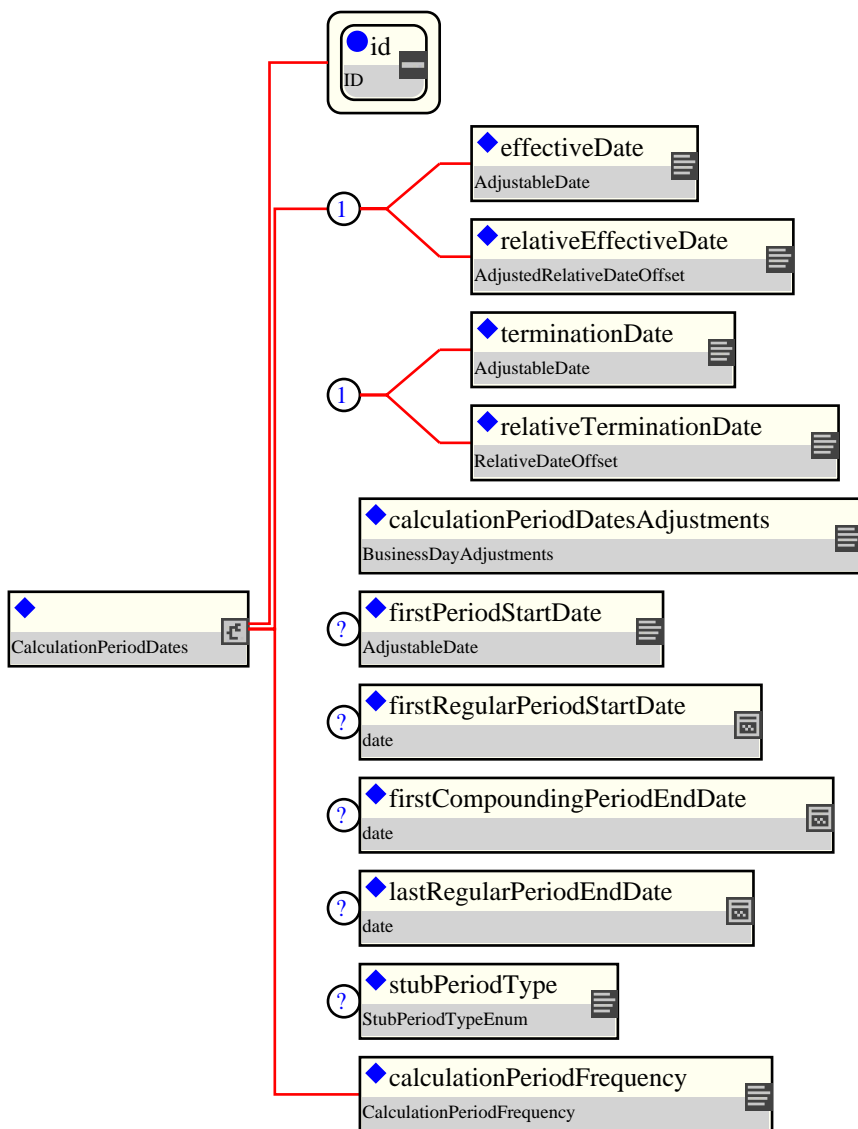 id
ID
effectiveDate
AdjustableDate
1
relativeEffectiveDate
AdjustedRelativeDateOffset
terminationDate
AdjustableDate
1
relativeTerminationDate
RelativeDateOffset
calculationPeriodDatesAdjustments
BusinessDayAdjustments
CalculationPeriodDates
?
firstPeriodStartDate
AdjustableDate
?
firstRegularPeriodStartDate
date
?
firstCompoundingPeriodEndDate
date
?
lastRegularPeriodEndDate
date
?
stubPeriodType
StubPeriodTypeEnum
calculationPeriodFrequency
CalculationPeriodFrequency